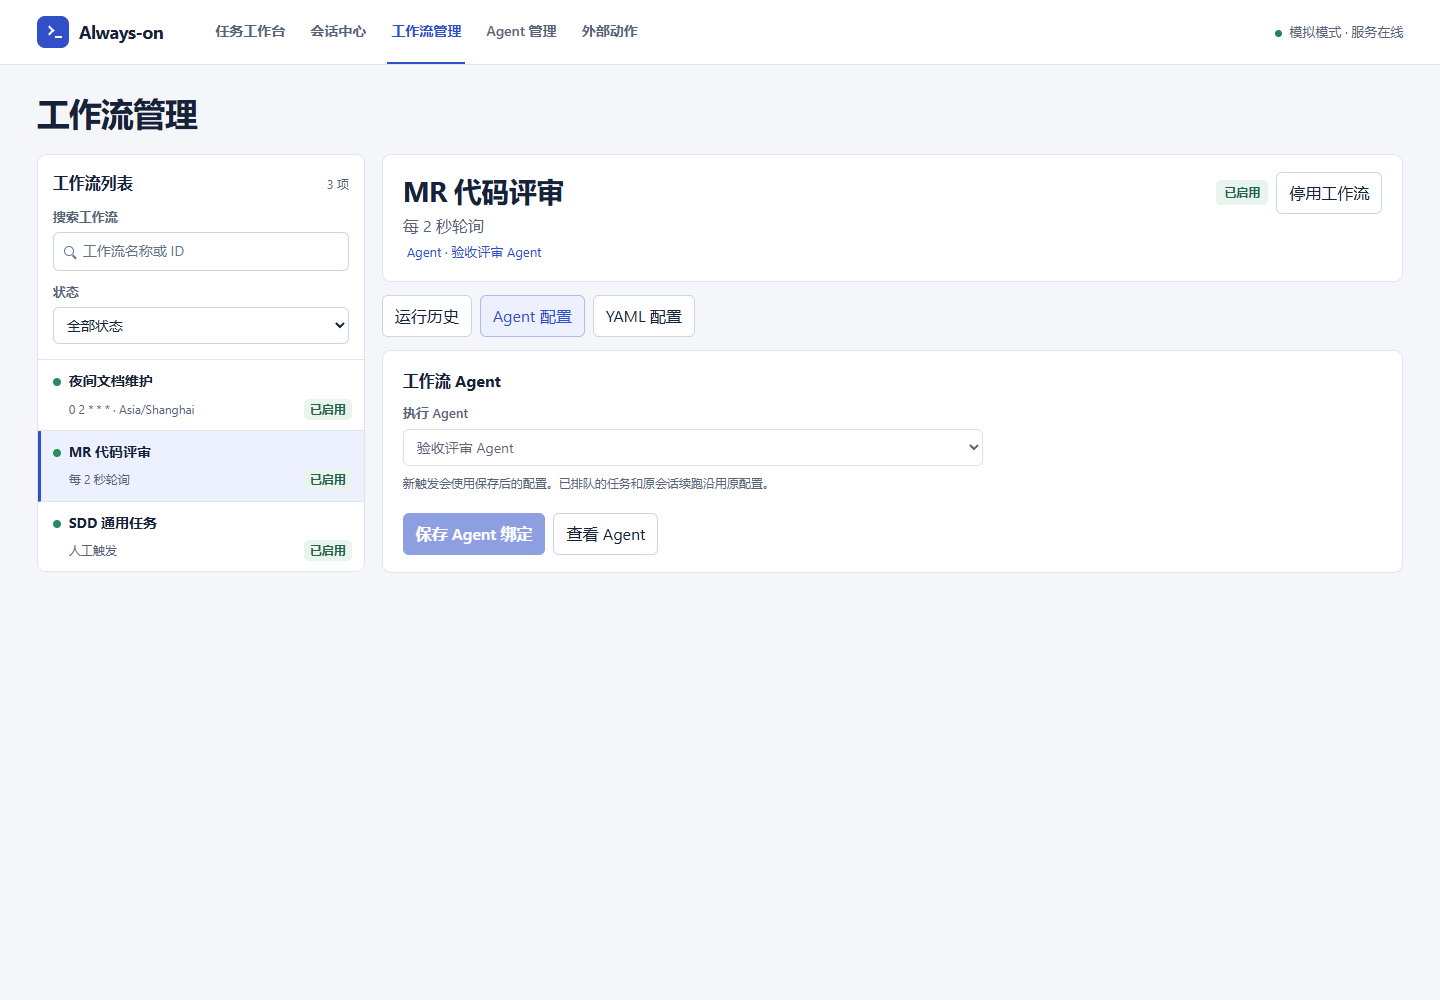 Always-on
任务工作台 会话中心 工作流管理 Agent 管理 外部动作
模拟模式 · 服务在线
工作流管理
工作流列表 3 项
搜索工作流
工作流名称或 ID
状态
全部状态
夜间文档维护
0 2 * * * · Asia/Shanghai 已启用
MR 代码评审
每 2 秒轮询 已启用
SDD 通用任务
人工触发 已启用
MR 代码评审
已启用 停用工作流
每 2 秒轮询
Agent · 验收评审 Agent
运行历史 Agent 配置 YAML 配置
工作流 Agent
执行 Agent
验收评审 Agent
新触发会使用保存后的配置。已排队的任务和原会话续跑沿用原配置。
保存 Agent 绑定 查看 Agent